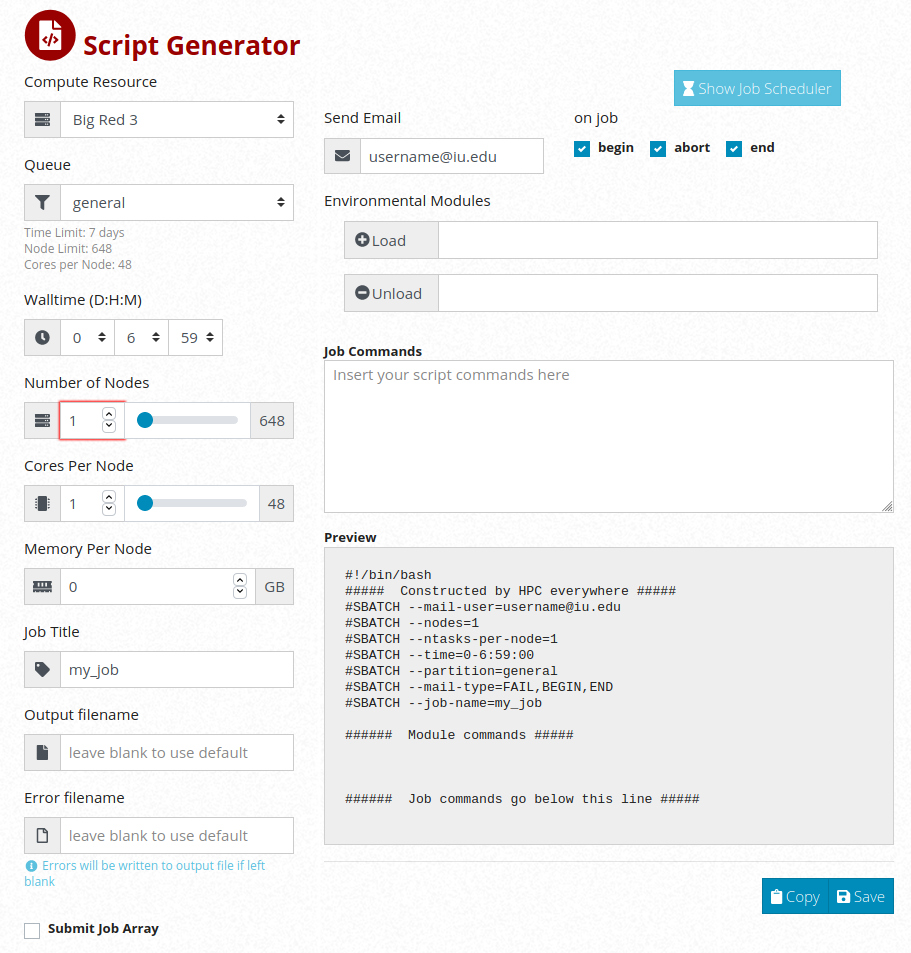 Script Generator
Compute Resource
Big Red 3
Queue
general
Time Limit: 7 days
Node Limit: 648
Cores per Node: 48
Walltime (D:H:M)
0 6 59
Number of Nodes
1 648
Cores Per Node
1 48
Memory Per Node
0 GB
Job Title
my_job
Output filename
leave blank to use default
Error filename
leave blank to use default
Errors will be written to output file if left
blank
Submit Job Array
Show Job Scheduler
Send Email
username@iu.edu
on job
begin abort end
Environmental Modules
Load
Unload
Job Commands
Insert your script commands here
Preview
#!/bin/bash
#####  Constructed by HPC everywhere #####
#SBATCH --mail-user=username@iu.edu
#SBATCH --nodes=1
#SBATCH --ntasks-per-node=1
#SBATCH --time=0-6:59:00
#SBATCH --partition=general
#SBATCH --mail-type=FAIL,BEGIN,END
#SBATCH --job-name=my_job
######  Module commands #####
######  Job commands go below this line #####
Copy Save